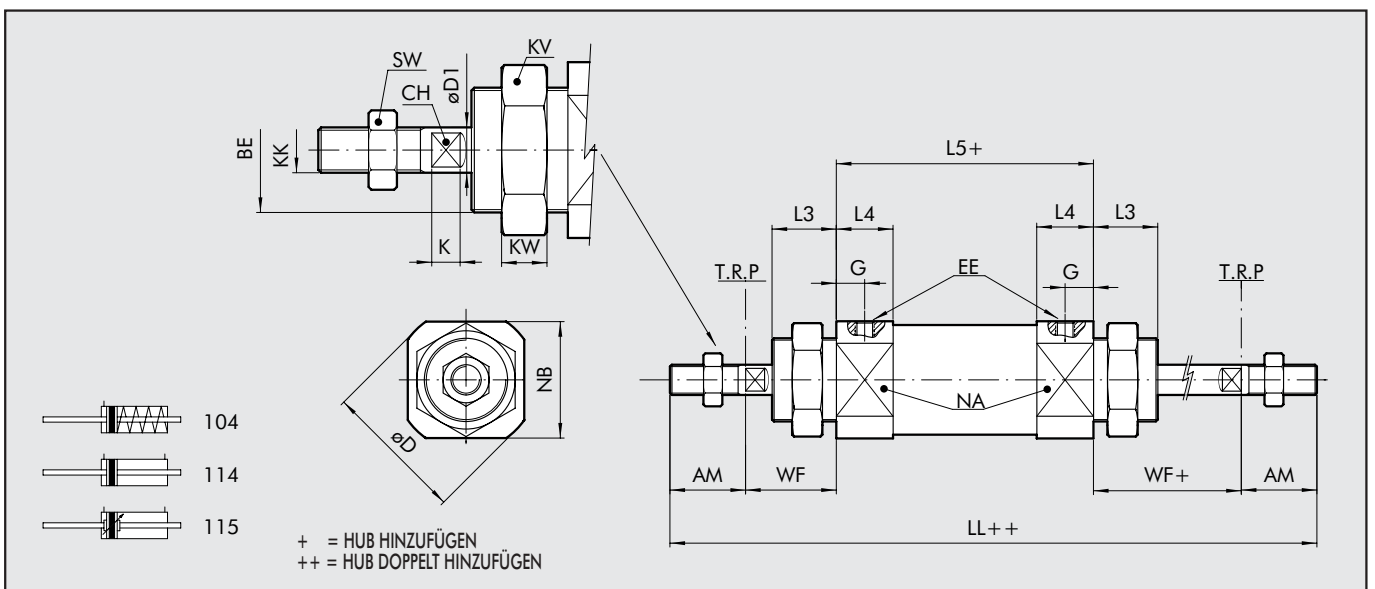 KV
SW
CH
øD1
BE
KK
K
KW
L5+
L3
L4
L4
L3
T.R.P
G
EE
G
T.R.P
NA
AM
WF
WF+
AM
LL++
NB
øD
104
114
115
+ = HUB HINZUFÜGEN
++ = HUB DOPPELT HINZUFÜGEN